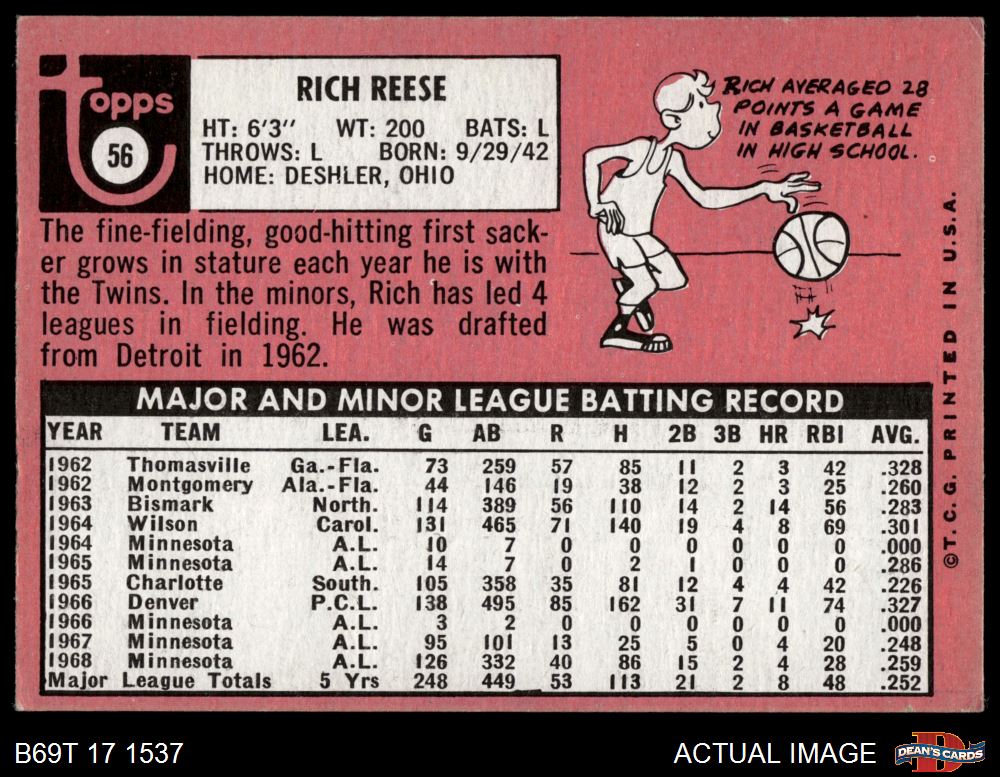 Topps
56
RICH REESE
HT: 6'3" WT: 200 BATS: L
THROWS: L BORN: 9/29/42
HOME: DESHLER, OHIO
RICH AVERAGED 28
POINTS A GAME
IN BASKETBALL
IN HIGH SCHOOL.
The fine-fielding, good-hitting first sack-
er grows in stature each year he is with
the Twins. In the minors, Rich has led 4
leagues in fielding. He was drafted
from Detroit in 1962.
MAJOR AND MINOR LEAGUE BATTING RECORD
YEAR TEAM LEA. G AB R H 2B 3B HR RBI AVG.
1962 Thomasville Ga.-Fla. 73 259 57 85 11 2 3 42 .328
1962 Montgomery Ala.-Fla. 44 146 19 38 12 2 3 25 .260
1963 Bismark North. 114 389 56 110 14 2 14 56 .283
1964 Wilson Carol. 131 465 71 140 19 4 8 69 .301
1964 Minnesota A.L. 10 7 0 0 0 0 0 0 .000
1965 Minnesota A.L. 14 7 0 2 1 0 0 0 .286
1965 Charlotte South. 105 358 35 81 12 4 4 42 .226
1966 Denver P.C.L. 138 495 85 162 31 7 11 74 .327
1966 Minnesota A.L. 3 2 0 0 0 0 0 0 .000
1967 Minnesota A.L. 95 101 13 25 5 0 4 20 .248
1968 Minnesota A.L. 126 332 40 86 15 2 4 28 .259
Major League Totals 5 Yrs 248 449 53 113 21 2 8 48 .252
©T.C.G. PRINTED IN U.S.A.
B69T 17 1537
ACTUAL IMAGE
DEAN'S CARDS